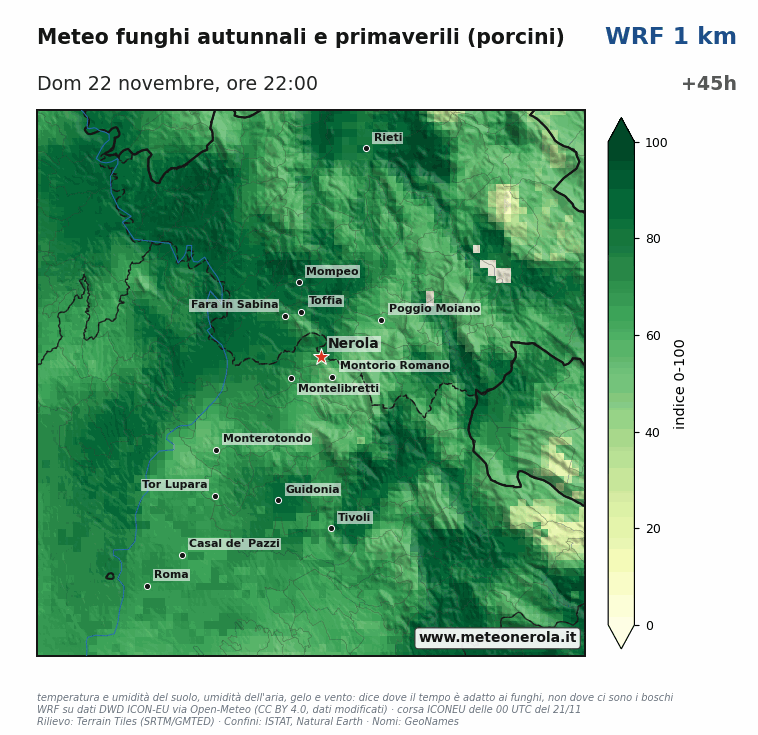 Meteo funghi autunnali e primaverili (porcini)
WRF 1 km
Dom 22 novembre, ore 22:00
+45h
Rieti
Mompeo
Fara in Sabina
Toffia
Poggio Moiano
Nerola
Montorio Romano
Montelibretti
Monterotondo
Tor Lupara
Guidonia
Tivoli
Casal de' Pazzi
Roma
www.meteonerola.it
100
80
60
40
20
0
indice 0-100
temperatura e umidità del suolo, umidità dell'aria, gelo e vento: dice dove il tempo è adatto ai funghi, non dove ci sono i boschi
WRF su dati DWD ICON-EU via Open-Meteo (CC BY 4.0, dati modificati) · corsa ICONEU delle 00 UTC del 21/11
Rilievo: Terrain Tiles (SRTM/GMTED) · Confini: ISTAT, Natural Earth · Nomi: GeoNames